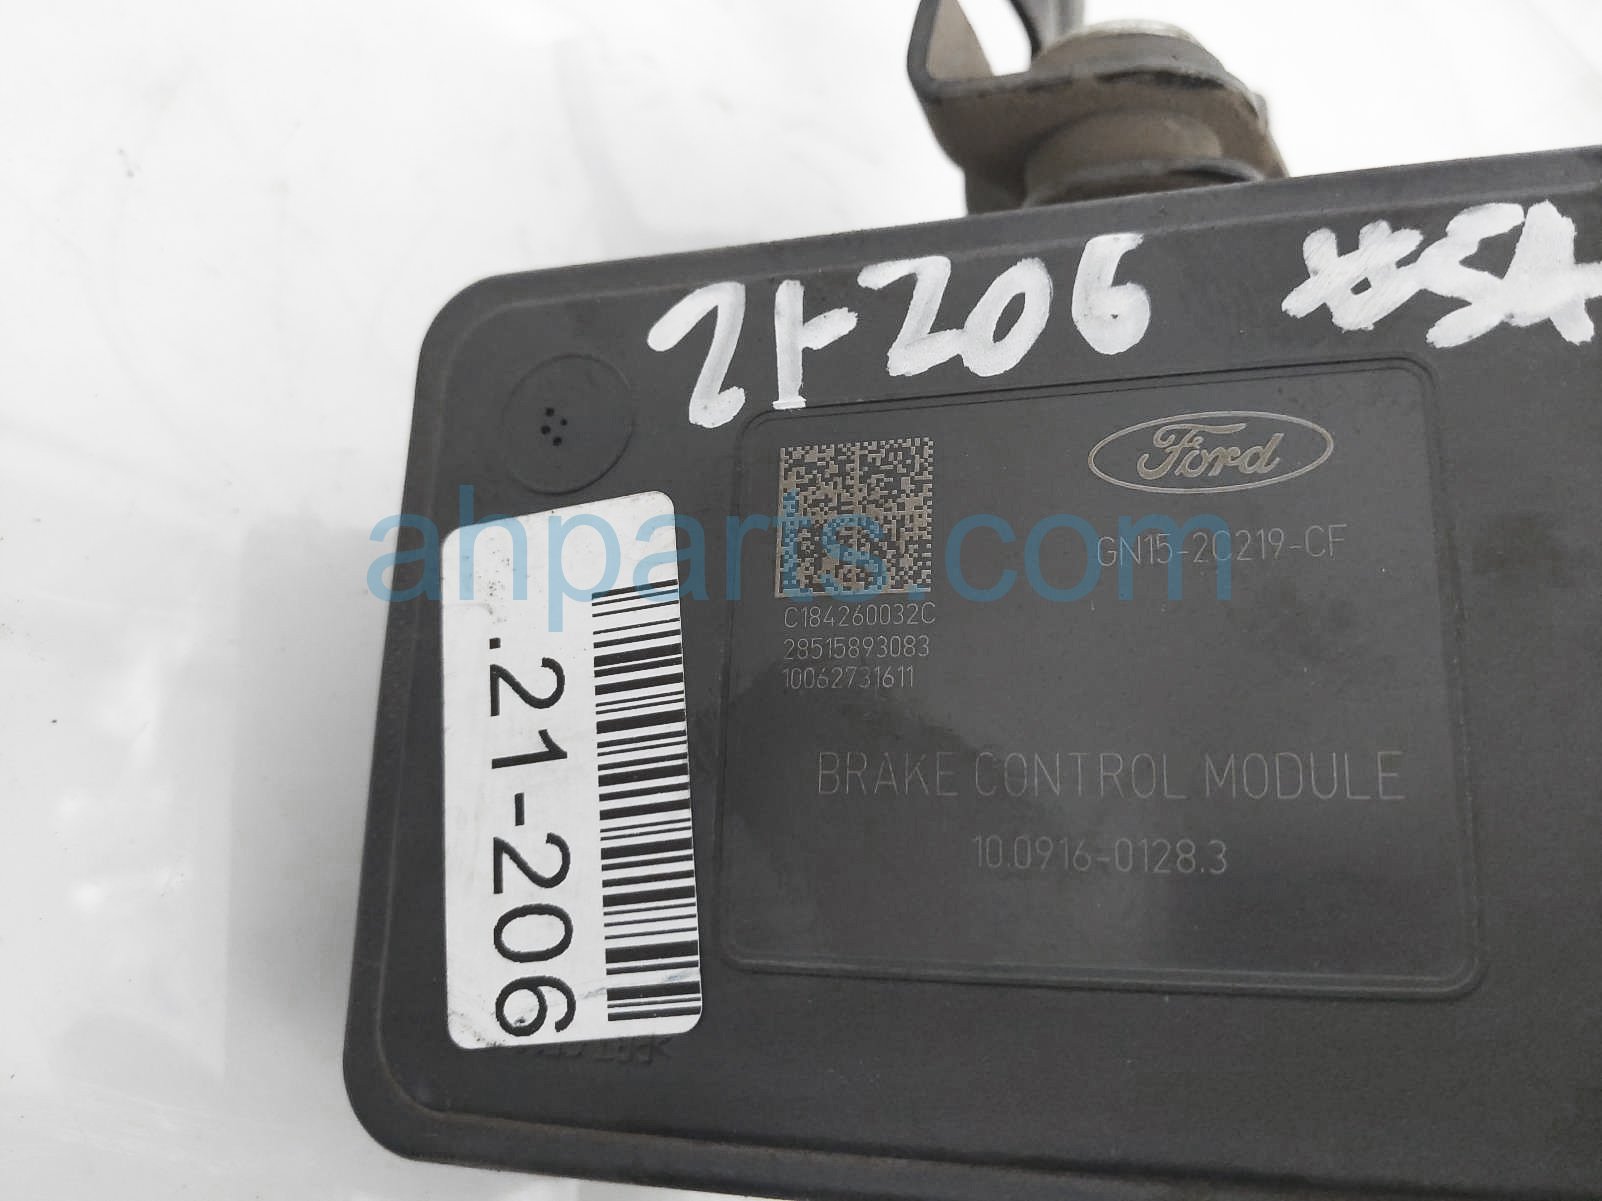 21-206
Ford
GN15-2C219-CF
C184260032C
28515893083
10062731611
BRAKE CONTROL MODULE
10.0916-0128.3
.21-206
ahparts.com